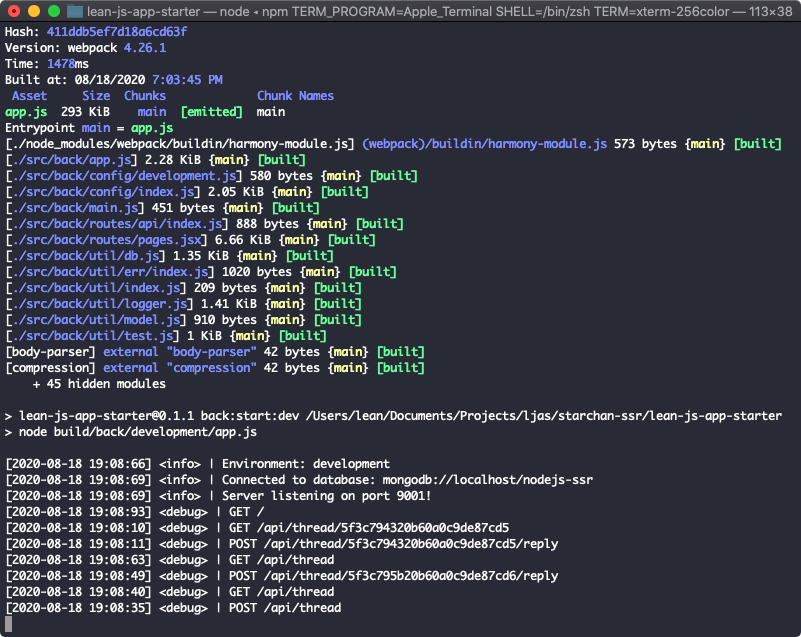 lean-js-app-starter — node ◂ npm TERM_PROGRAM=Apple_Terminal SHELL=/bin/zsh TERM=xterm-256color — 113×38
Hash: 411ddb5ef7d18a6cd63f
Version: webpack 4.26.1
Time: 1478ms
Built at: 08/18/2020 7:03:45 PM
Asset Size Chunks Chunk Names
app.js 293 KiB main [emitted] main
Entrypoint main = app.js
[./node_modules/webpack/buildin/harmony-module.js] (webpack)/buildin/harmony-module.js 573 bytes {main} [built]
[./src/back/app.js] 2.28 KiB {main} [built]
[./src/back/config/development.js] 580 bytes {main} [built]
[./src/back/config/index.js] 2.05 KiB {main} [built]
[./src/back/main.js] 451 bytes {main} [built]
[./src/back/routes/api/index.js] 888 bytes {main} [built]
[./src/back/routes/pages.jsx] 6.66 KiB {main} [built]
[./src/back/util/db.js] 1.35 KiB {main} [built]
[./src/back/util/err/index.js] 1020 bytes {main} [built]
[./src/back/util/index.js] 209 bytes {main} [built]
[./src/back/util/logger.js] 1.41 KiB {main} [built]
[./src/back/util/model.js] 910 bytes {main} [built]
[./src/back/util/test.js] 1 KiB {main} [built]
[body-parser] external "body-parser" 42 bytes {main} [built]
[compression] external "compression" 42 bytes {main} [built]
+ 45 hidden modules
> lean-js-app-starter@0.1.1 back:start:dev /Users/lean/Documents/Projects/ljas/starchan-ssr/lean-js-app-starter
> node build/back/development/app.js
[2020-08-18 19:08:66] <info> | Environment: development
[2020-08-18 19:08:69] <info> | Connected to database: mongodb://localhost/nodejs-ssr
[2020-08-18 19:08:69] <info> | Server listening on port 9001!
[2020-08-18 19:08:93] <debug> | GET /
[2020-08-18 19:08:10] <debug> | GET /api/thread/5f3c794320b60a0c9de87cd5
[2020-08-18 19:08:11] <debug> | POST /api/thread/5f3c794320b60a0c9de87cd5/reply
[2020-08-18 19:08:63] <debug> | GET /api/thread
[2020-08-18 19:08:49] <debug> | POST /api/thread/5f3c795b20b60a0c9de87cd6/reply
[2020-08-18 19:08:40] <debug> | GET /api/thread
[2020-08-18 19:08:35] <debug> | POST /api/thread